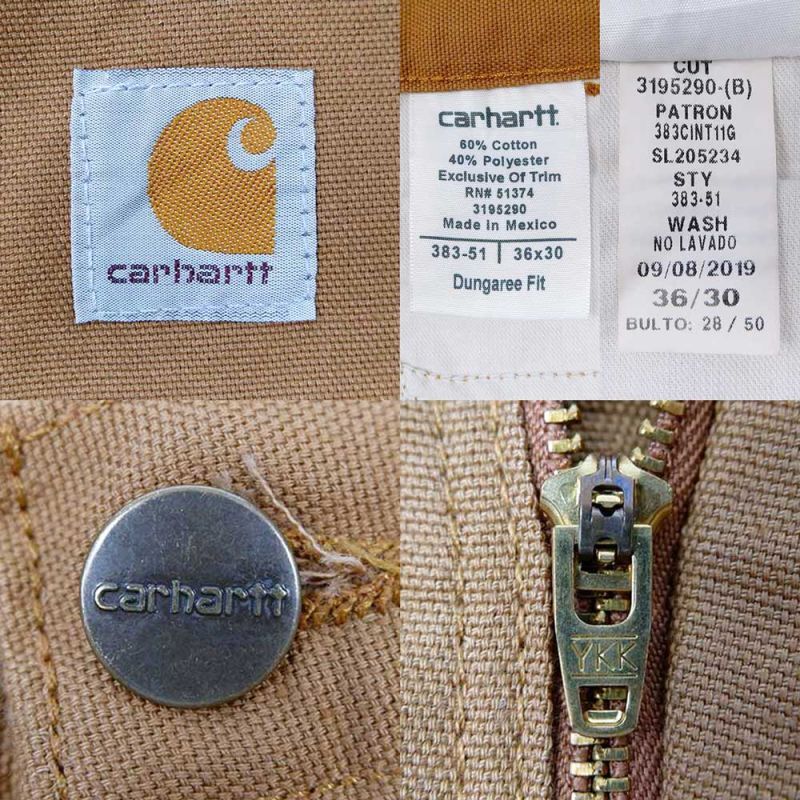 carhartt
carhartt
60% Cotton
40% Polyester
Exclusive Of Trim
RN# 51374
3195290
Made in Mexico
383-51 | 36x30
Dungaree Fit
CUT
3195290-(B)
PATRON
383CINT11G
SL205234
STY
383-51
WASH
NO LAVADO
09/08/2019
36/30
BULTO: 28 / 50
carhartt
YKK